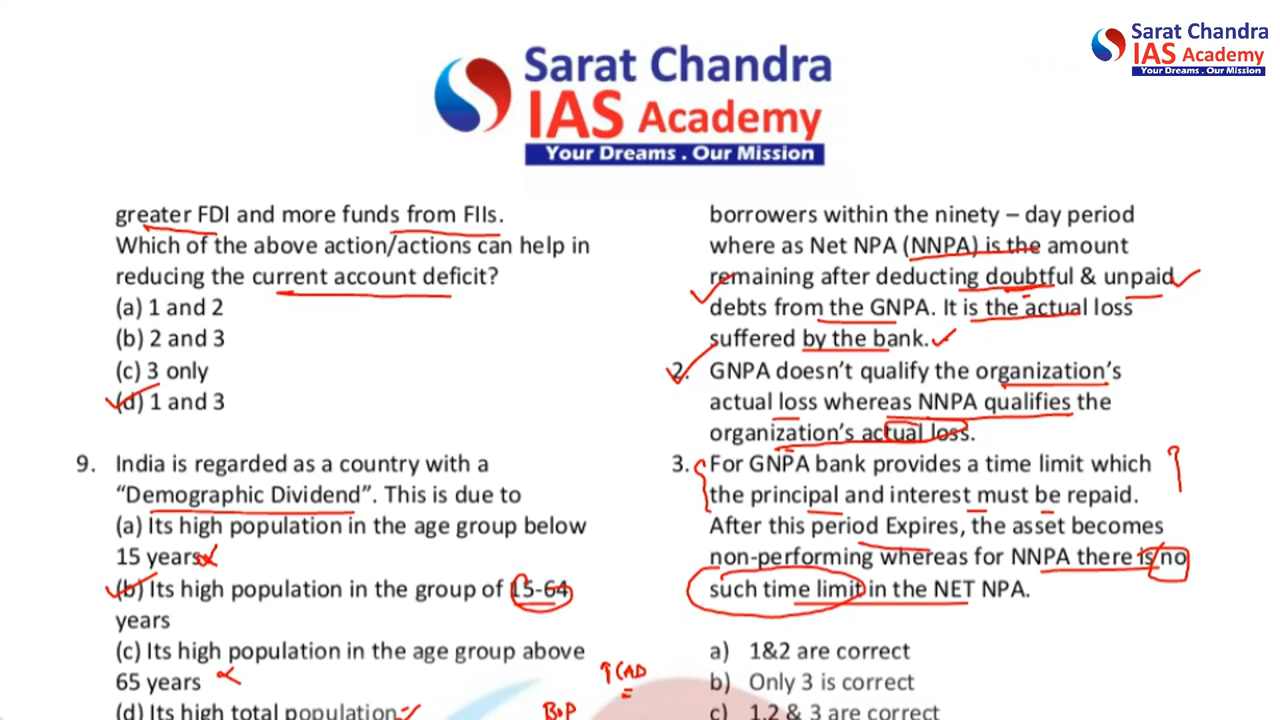 Sarat Chandra
IAS Academy
Your Dreams . Our Mission
Sarat Chandra
IAS Academy
Your Dreams . Our Mission
greater FDI and more funds from FIIs.
Which of the above action/actions can help in
reducing the current account deficit?
(a) 1 and 2
(b) 2 and 3
(c) 3 only
(d) 1 and 3
9. India is regarded as a country with a
“Demographic Dividend”. This is due to
(a) Its high population in the age group below
15 years
(b) Its high population in the group of 15-64
years
(c) Its high population in the age group above
65 years
(d) Its high total population
↑CAD
BOP
borrowers within the ninety – day period
where as Net NPA (NNPA) is the amount
remaining after deducting doubtful & unpaid
debts from the GNPA. It is the actual loss
suffered by the bank.
2. GNPA doesn’t qualify the organization’s
actual loss whereas NNPA qualifies the
organization’s actual loss.
3. For GNPA bank provides a time limit which
the principal and interest must be repaid.
After this period Expires, the asset becomes
non-performing whereas for NNPA there is no
such time limit in the NET NPA.
a) 1&2 are correct
b) Only 3 is correct
c) 1,2 & 3 are correct